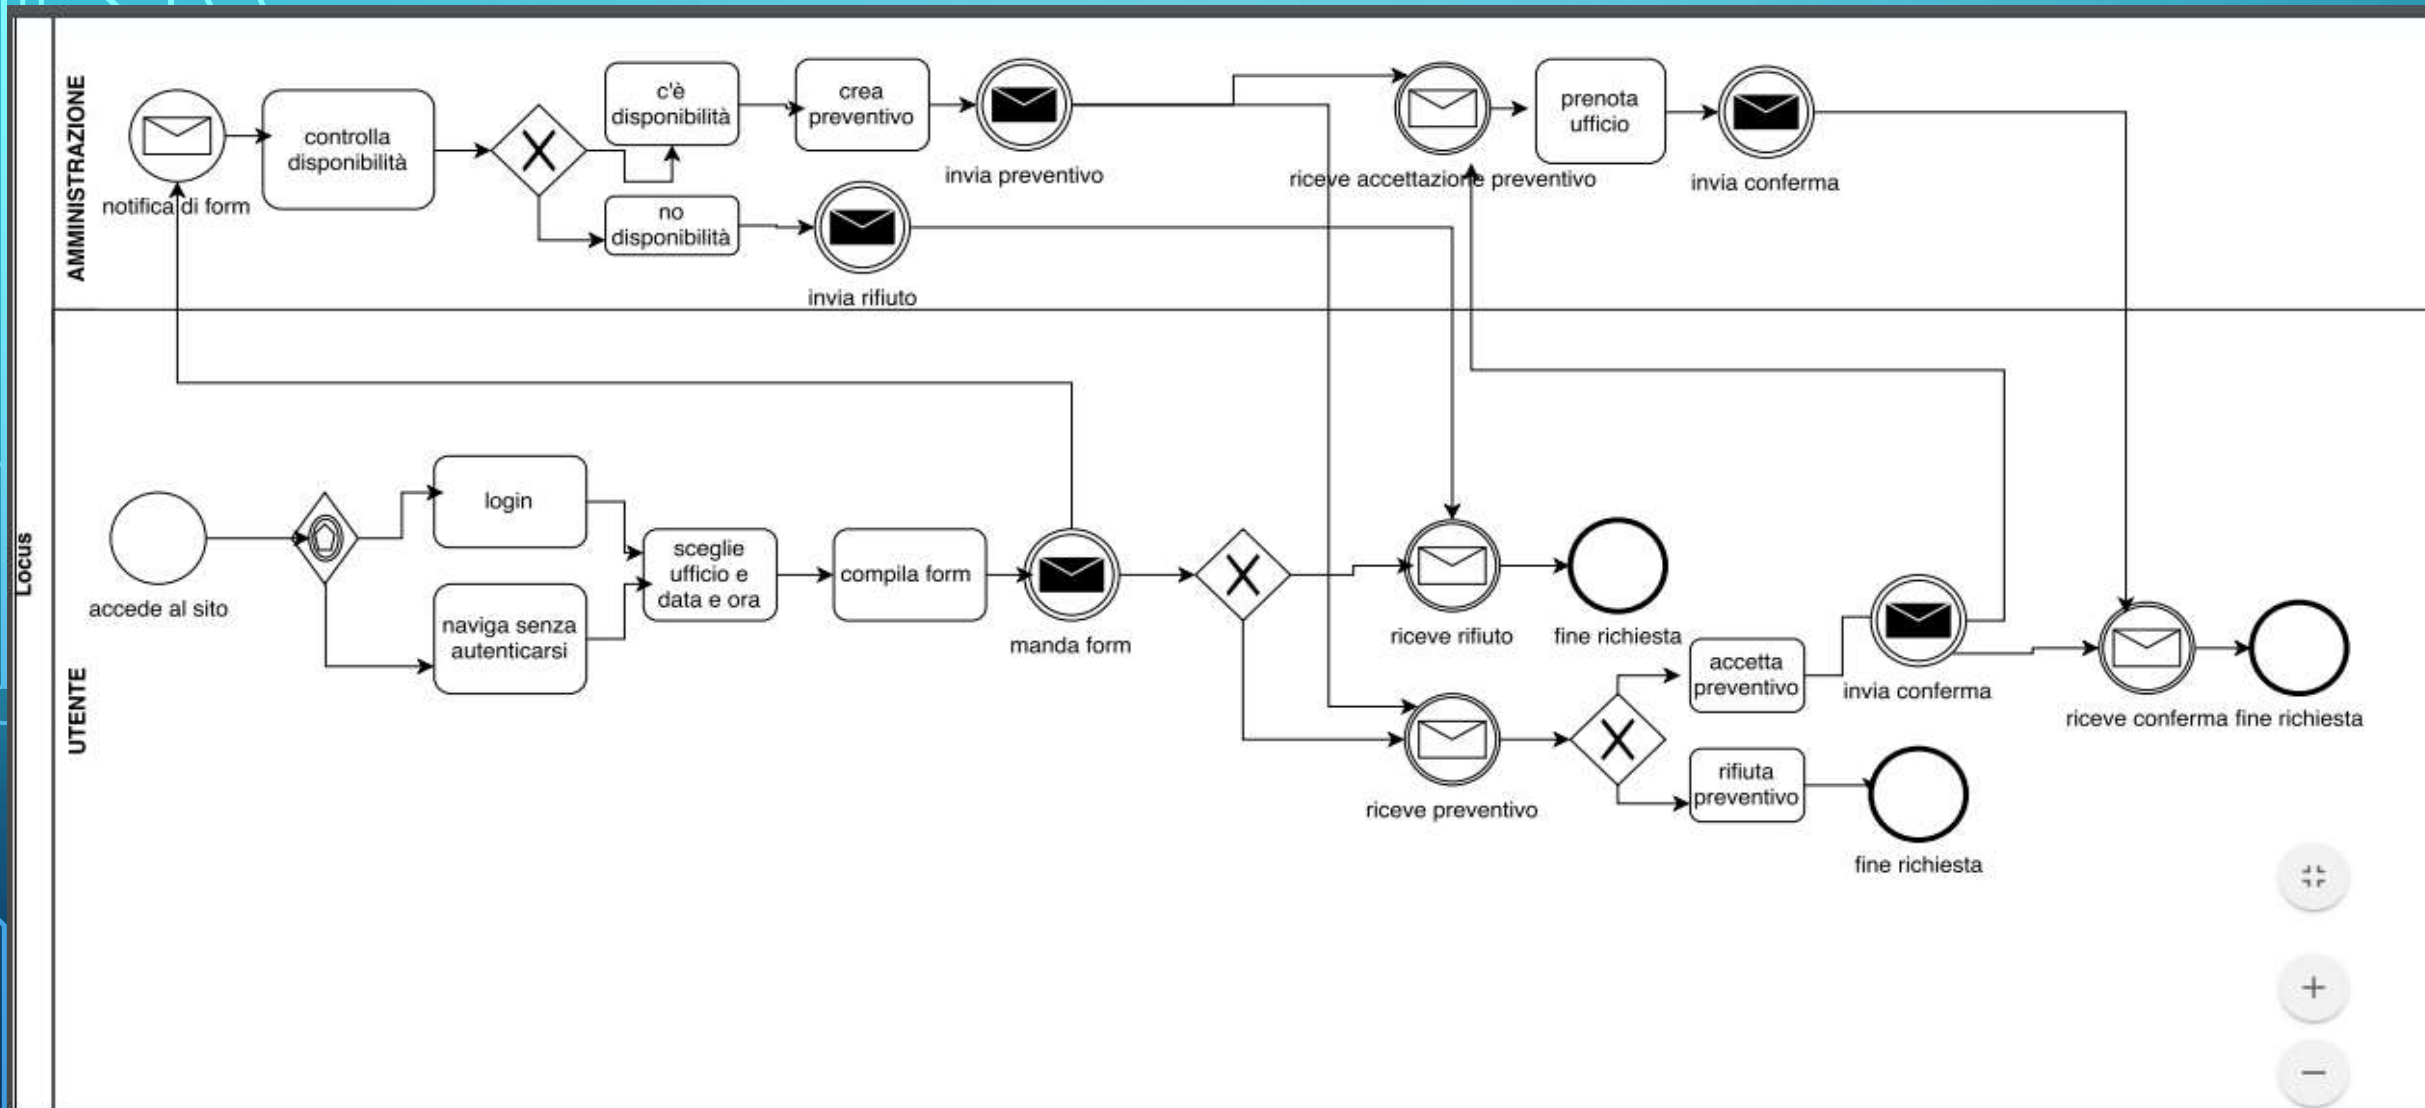 Locus
AMMINISTRAZIONE
notifica di form
controlla
disponibilità
c'è
disponibilità
no
disponibilità
crea
preventivo
invia preventivo
invia rifiuto
riceve accettazione preventivo
prenota
ufficio
invia conferma
UTENTE
accede al sito
login
naviga senza
autenticarsi
sceglie
ufficio e
data e ora
compila form
manda form
riceve rifiuto
fine richiesta
riceve preventivo
accetta
preventivo
rifiuta
preventivo
invia conferma
fine richiesta
riceve conferma
fine richiesta